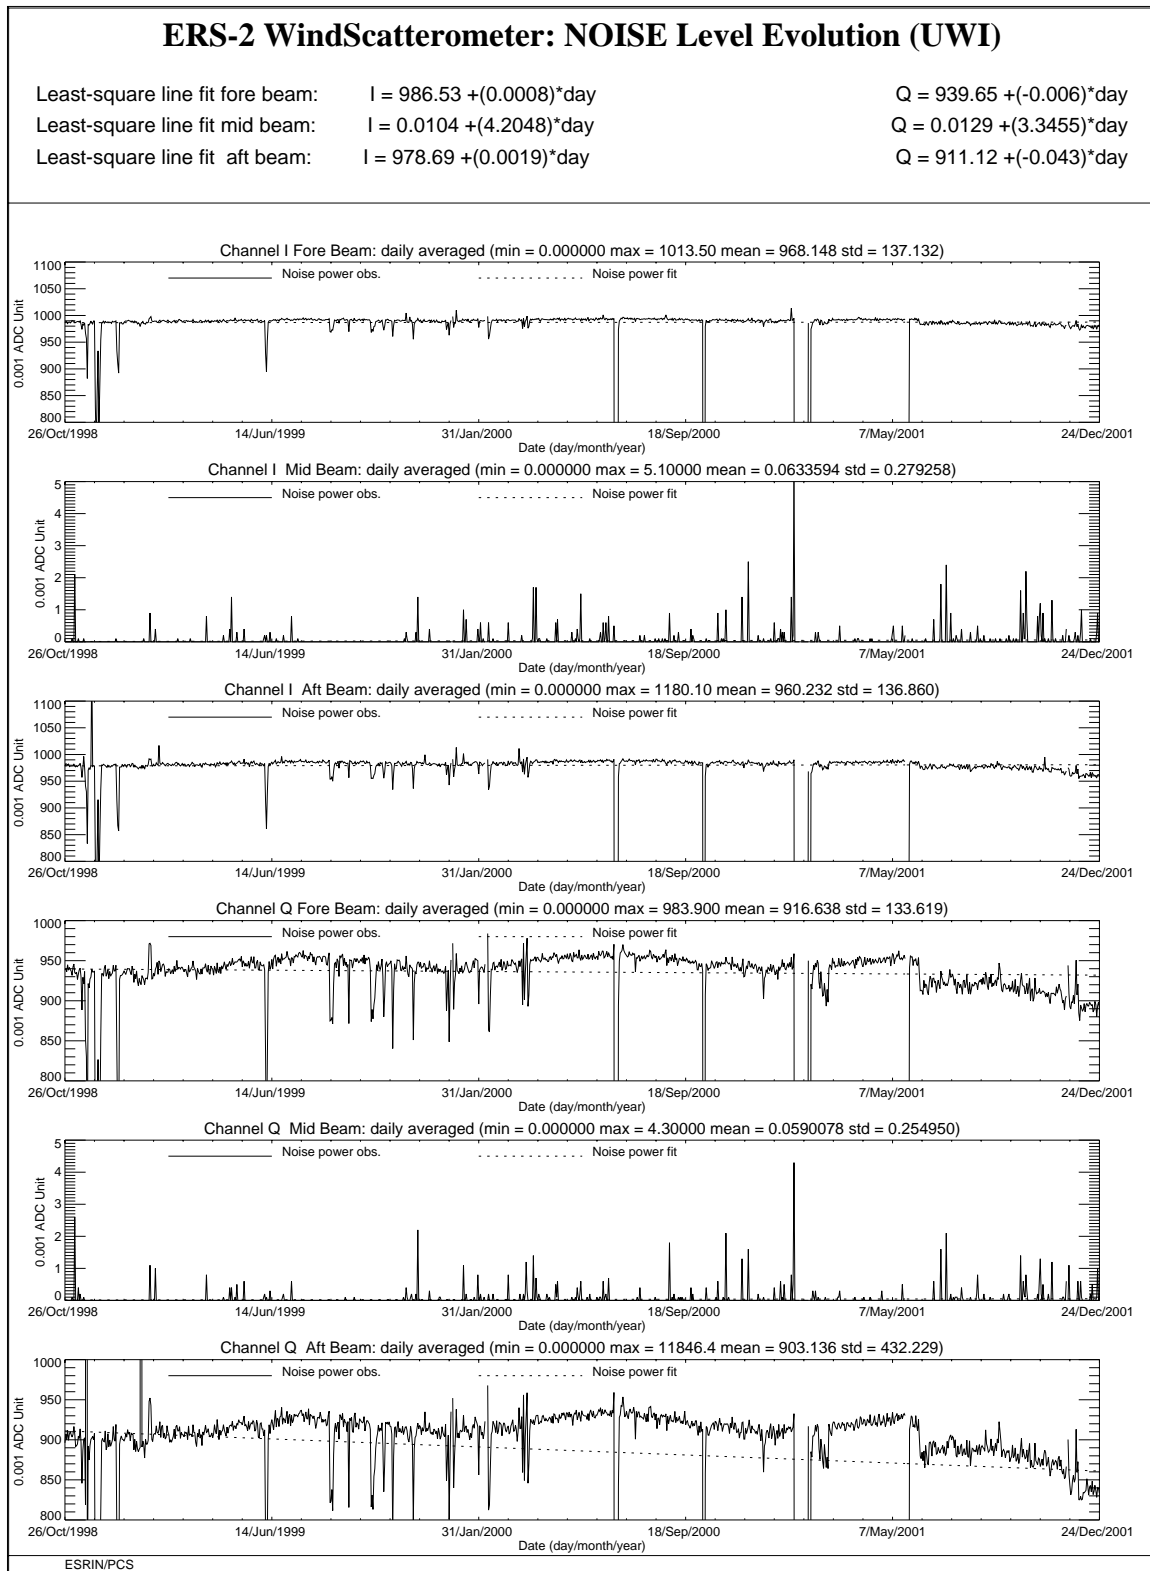 ERS-2 WindScatterometer: NOISE Level Evolution (UWI)
Least-square line fit fore beam: I = 986.53 +(0.0008)*day Q = 939.65 +(-0.006)*day
Least-square line fit mid beam: I = 0.0104 +(4.2048)*day Q = 0.0129 +(3.3455)*day
Least-square line fit aft beam: I = 978.69 +(0.0019)*day Q = 911.12 +(-0.043)*day
Channel I Fore Beam: daily averaged (min = 0.000000 max = 1013.50 mean = 968.148 std = 137.132)
Noise power obs. Noise power fit
0.001 ADC Unit
1100
1050
1000
950
900
850
800
26/Oct/1998 14/Jun/1999 31/Jan/2000 18/Sep/2000 7/May/2001 24/Dec/2001
Date (day/month/year)
Channel I Mid Beam: daily averaged (min = 0.000000 max = 5.10000 mean = 0.0633594 std = 0.279258)
Noise power obs. Noise power fit
0.001 ADC Unit
5
4
3
2
1
0
26/Oct/1998 14/Jun/1999 31/Jan/2000 18/Sep/2000 7/May/2001 24/Dec/2001
Date (day/month/year)
Channel I Aft Beam: daily averaged (min = 0.000000 max = 1180.10 mean = 960.232 std = 136.860)
Noise power obs. Noise power fit
0.001 ADC Unit
1100
1050
1000
950
900
850
800
26/Oct/1998 14/Jun/1999 31/Jan/2000 18/Sep/2000 7/May/2001 24/Dec/2001
Date (day/month/year)
Channel Q Fore Beam: daily averaged (min = 0.000000 max = 983.900 mean = 916.638 std = 133.619)
Noise power obs. Noise power fit
0.001 ADC Unit
1000
950
900
850
800
26/Oct/1998 14/Jun/1999 31/Jan/2000 18/Sep/2000 7/May/2001 24/Dec/2001
Date (day/month/year)
Channel Q Mid Beam: daily averaged (min = 0.000000 max = 4.30000 mean = 0.0590078 std = 0.254950)
Noise power obs. Noise power fit
0.001 ADC Unit
5
4
3
2
1
0
26/Oct/1998 14/Jun/1999 31/Jan/2000 18/Sep/2000 7/May/2001 24/Dec/2001
Date (day/month/year)
Channel Q Aft Beam: daily averaged (min = 0.000000 max = 11846.4 mean = 903.136 std = 432.229)
Noise power obs. Noise power fit
0.001 ADC Unit
1000
950
900
850
800
26/Oct/1998 14/Jun/1999 31/Jan/2000 18/Sep/2000 7/May/2001 24/Dec/2001
Date (day/month/year)
ESRIN/PCS